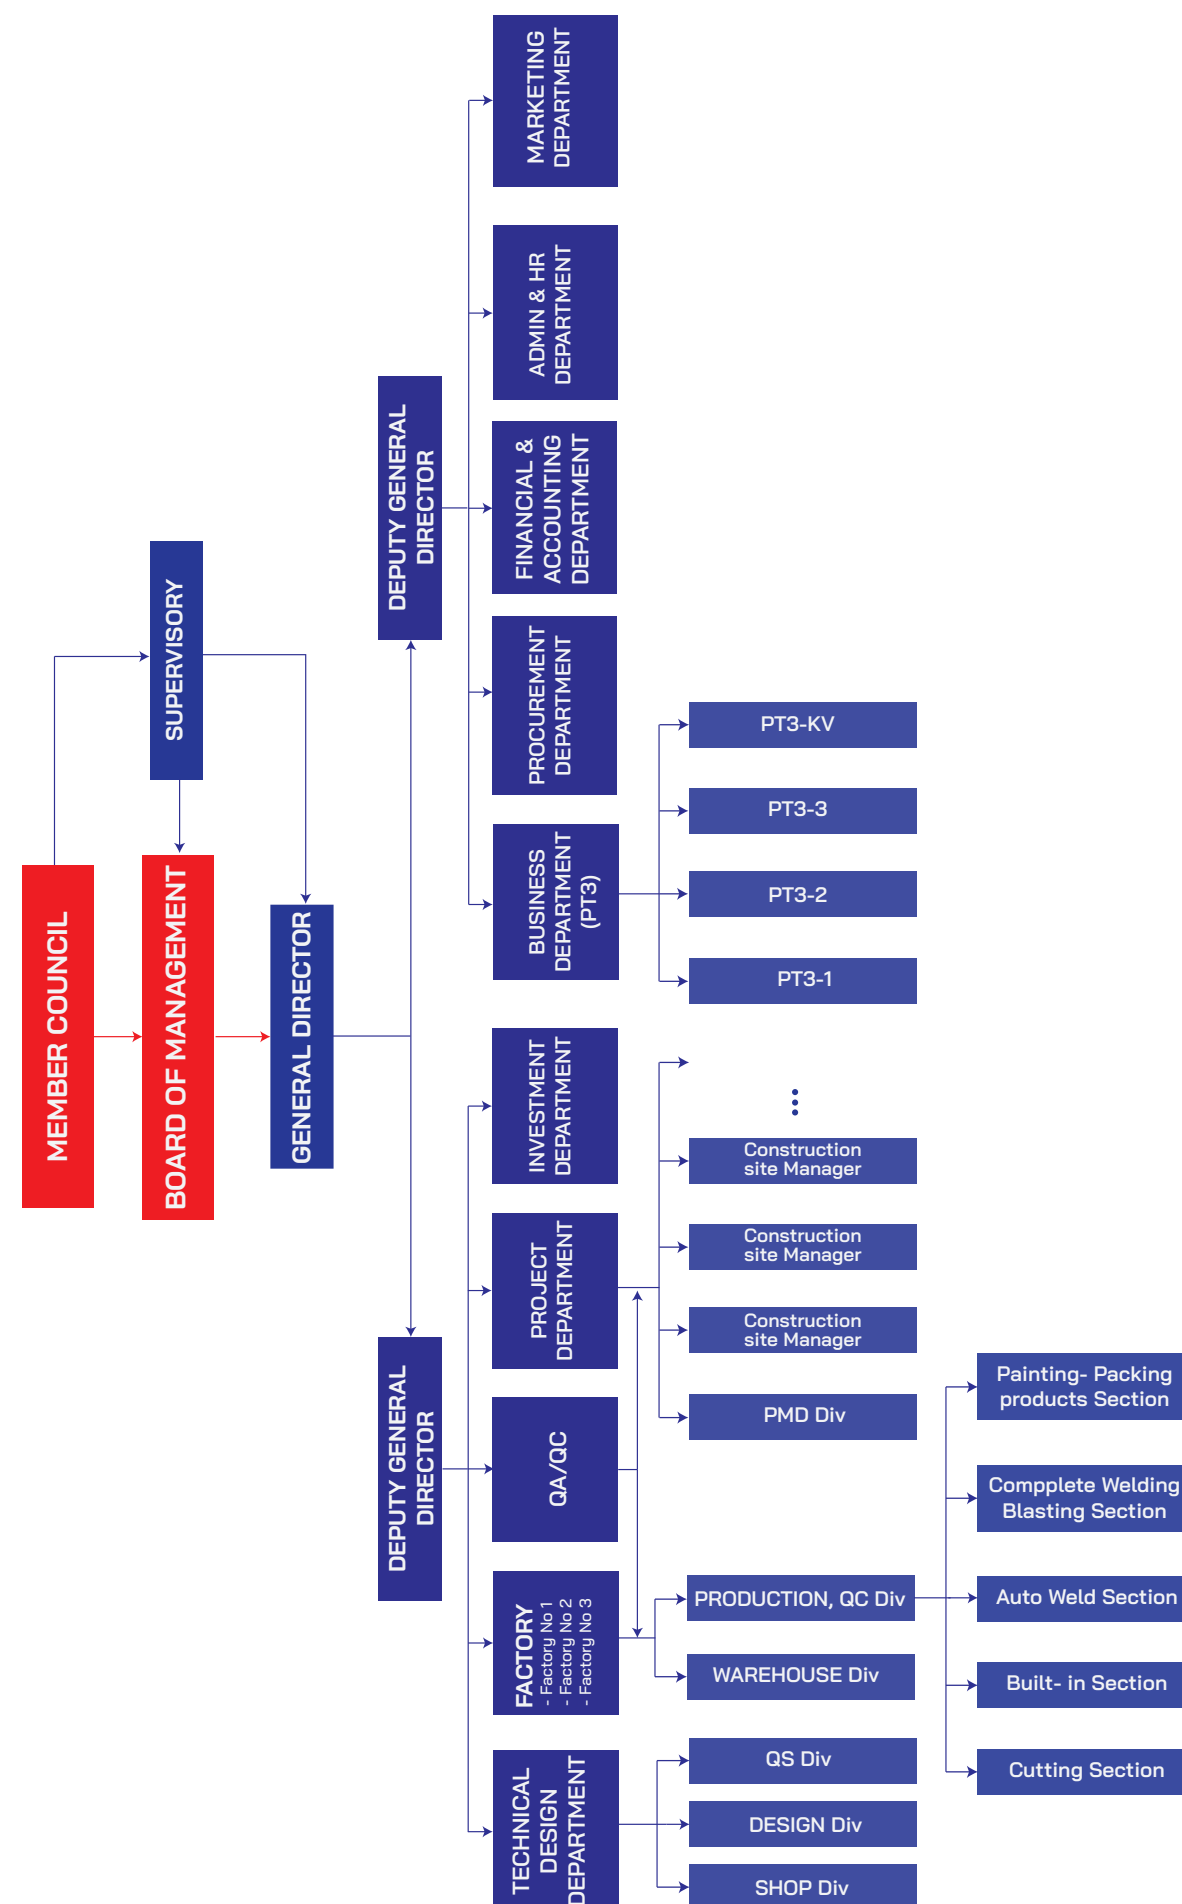 MEMBER COUNCIL
SUPERVISORY
BOARD OF MANAGEMENT
GENERAL DIRECTOR
DEPUTY GENERAL
DIRECTOR
MARKETING
DEPARTMENT
ADMIN & HR
DEPARTMENT
FINANCIAL &
ACCOUNTING
DEPARTMENT
PROCUREMENT
DEPARTMENT
BUSINESS
DEPARTMENT
(PT3)
PT3-KV
PT3-3
PT3-2
PT3-1
DEPUTY GENERAL
DIRECTOR
INVESTMENT
DEPARTMENT
PROJECT
DEPARTMENT
...
Construction
site Manager
Construction
site Manager
Construction
site Manager
PMD Div
QA/QC
FACTORY
- Factory No 1
- Factory No 2
- Factory No 3
PRODUCTION, QC Div
WAREHOUSE Div
Painting- Packing
products Section
Compplete Welding
Blasting Section
Auto Weld Section
Built- in Section
Cutting Section
TECHNICAL
DESIGN
DEPARTMENT
QS Div
DESIGN Div
SHOP Div